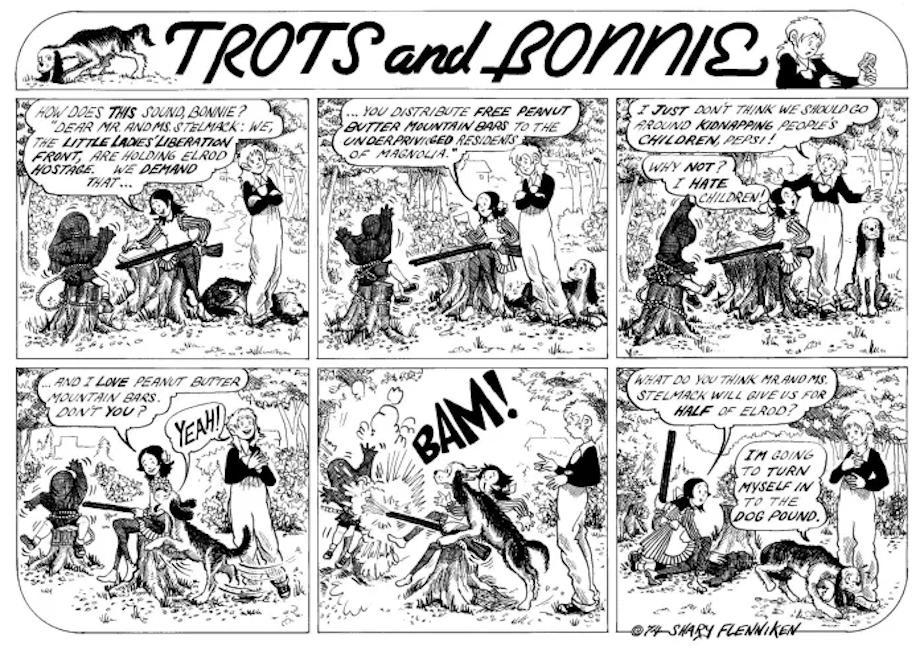 TROTS and BONNIE
HOW DOES THIS SOUND, BONNIE?
"DEAR MR. AND MS. STELMACK: WE,
THE LITTLE LADIES' LIBERATION
FRONT, ARE HOLDING ELROD
HOSTAGE. WE DEMAND
THAT...
...YOU DISTRIBUTE FREE PEANUT
BUTTER MOUNTAIN BARS TO THE
UNDERPRIVIGED RESIDENTS
OF MAGNOLIA."
I JUST DON'T THINK WE SHOULD GO
AROUND KIDNAPPING PEOPLE'S
CHILDREN, PEPSI!
WHY NOT?
I HATE
CHILDREN!
...AND I LOVE PEANUT BUTTER
MOUNTAIN BARS.
DON'T YOU?
YEAH!
BAM!
WHAT DO YOU THINK MR. AND MS.
STELMACK WILL GIVE US FOR
HALF OF ELROD?
I'M GOING
TO TURN
MYSELF IN
TO THE
DOG POUND.
©74 SHARY FLENNIKEN